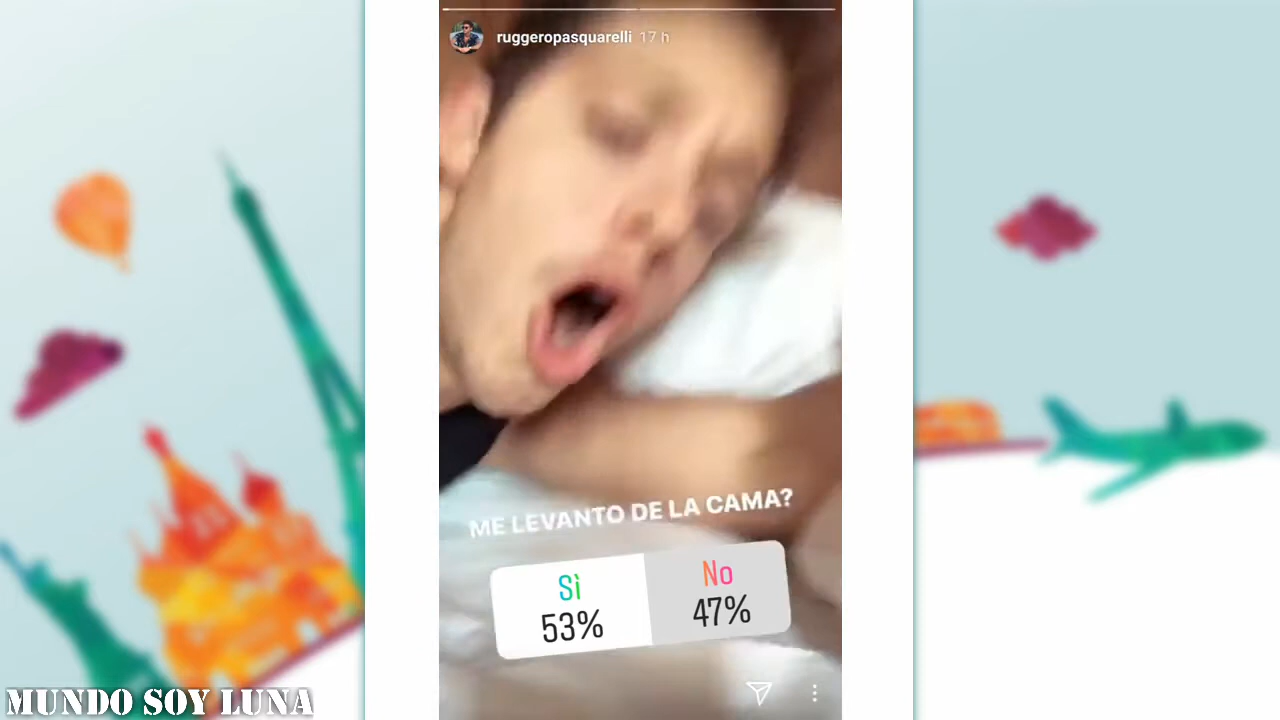 ruggeropasquarelli 17 h
ME LEVANTO DE LA CAMA?
Sì No
53% 47%
MUNDO SOY LUNA